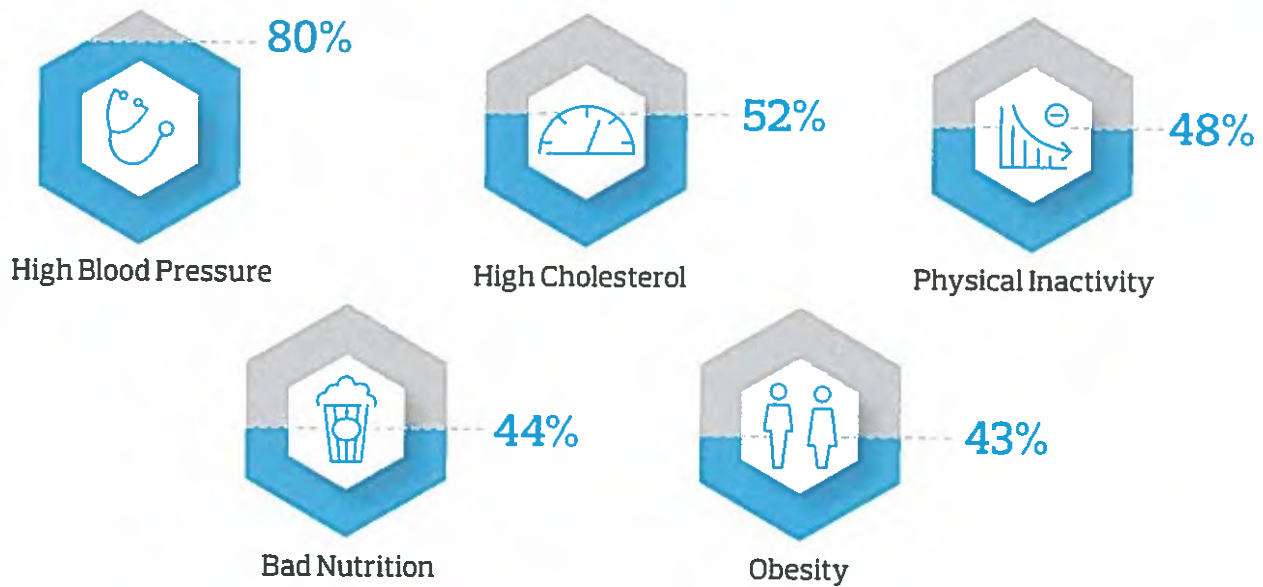 80%
52%
48%
High Blood Pressure
High Cholesterol
Physical Inactivity
44%
43%
Bad Nutrition
Obesity